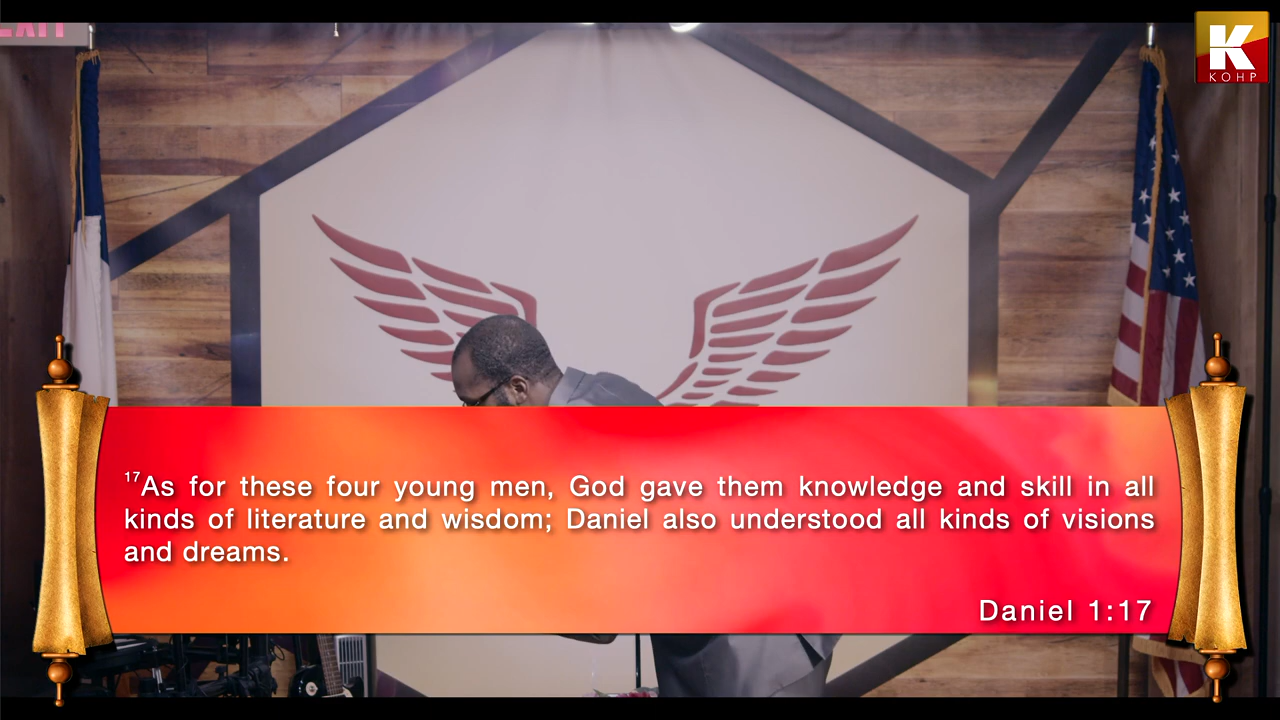 EXIT
K
KOHP
17As for these four young men, God gave them knowledge and skill in all
kinds of literature and wisdom; Daniel also understood all kinds of visions
and dreams.
Daniel 1:17